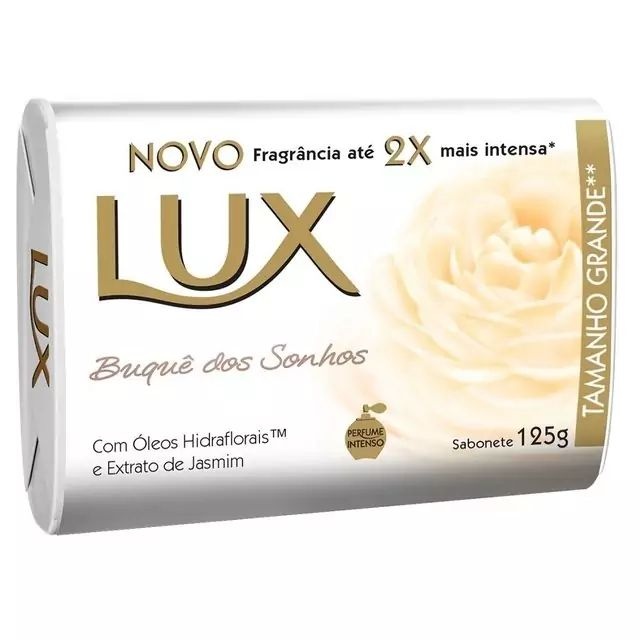 NOVO Fragrância até 2X mais intensa*
LUX
Buquê dos Sonhos
Com Óleos Hidraflorais™
e Extrato de Jasmim
PERFUME
INTENSO
Sabonete 125g
TAMANHO GRANDE**
LUX